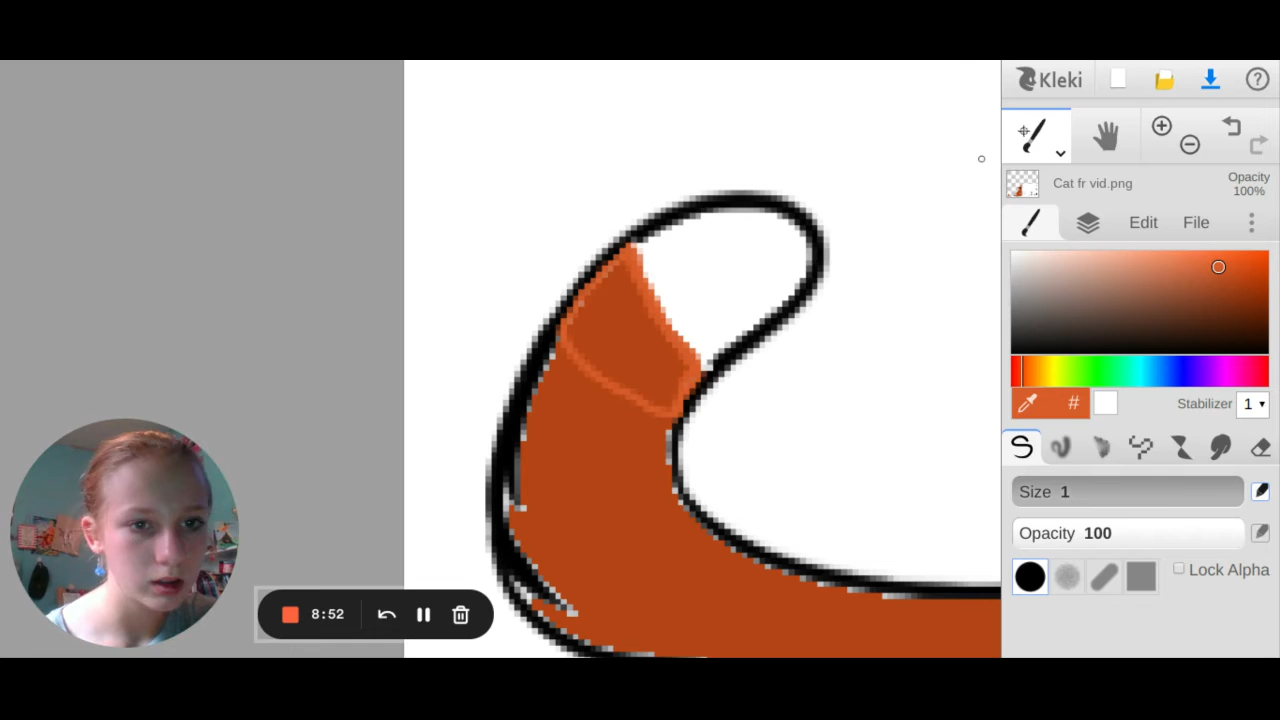 Kleki
Cat fr vid.png
Opacity
100%
Edit
File
#
Stabilizer 1
Size 1
Opacity 100
Lock Alpha
8:52